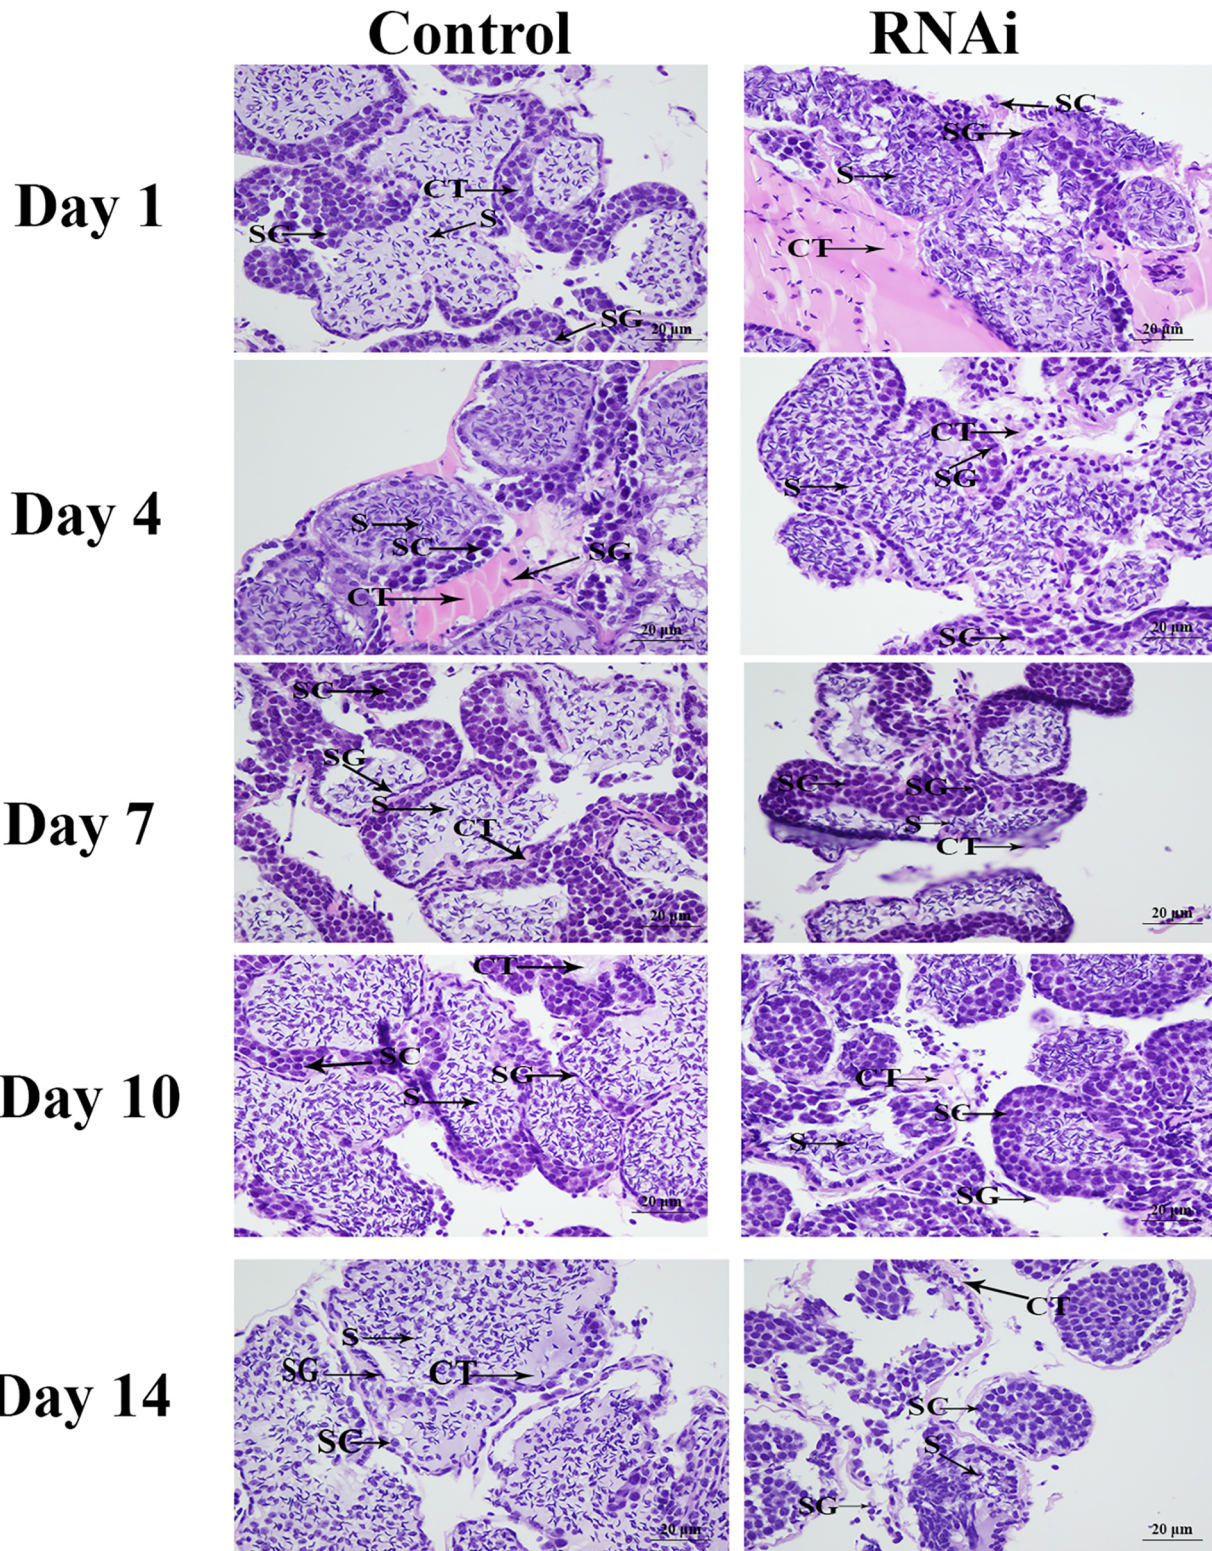 Control RNAi
Day 1
CT
SC
S
SG
20 μm
SC
SG
S
CT
20 μm
Day 4
S
SC
SG
CT
20 μm
CT
SG
S
SC
20 μm
Day 7
SC
SG
S
CT
20 μm
SC SG
S
CT
20 μm
Day 10
CT
SC
SG
S
20 μm
CT
SC
S
SG
20 μm
Day 14
S
SG CT
SC
20 μm
CT
SC
S
SG
20 μm